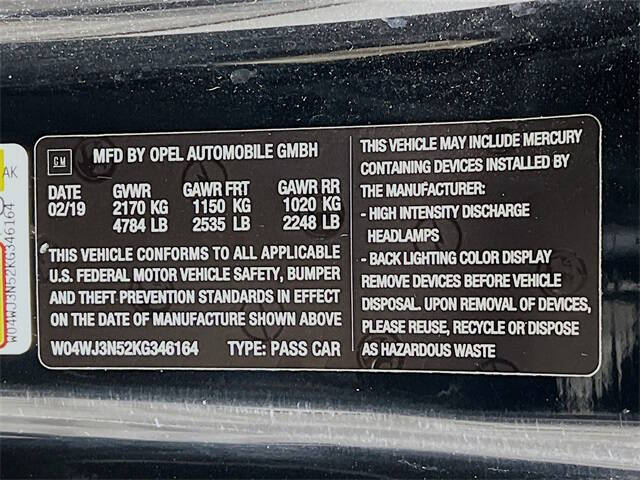 GM
MFD BY OPEL AUTOMOBILE GMBH
DATE GVWR GAWR FRT GAWR RR
02/19 2170 KG 1150 KG 1020 KG
4784 LB 2535 LB 2248 LB
THIS VEHICLE CONFORMS TO ALL APPLICABLE
U.S. FEDERAL MOTOR VEHICLE SAFETY, BUMPER
AND THEFT PREVENTION STANDARDS IN EFFECT
ON THE DATE OF MANUFACTURE SHOWN ABOVE
W04WJ3N52KG346164 TYPE: PASS CAR
THIS VEHICLE MAY INCLUDE MERCURY
CONTAINING DEVICES INSTALLED BY
THE MANUFACTURER:
- HIGH INTENSITY DISCHARGE
HEADLAMPS
- BACK LIGHTING COLOR DISPLAY
REMOVE DEVICES BEFORE VEHICLE
DISPOSAL. UPON REMOVAL OF DEVICES,
PLEASE REUSE, RECYCLE OR DISPOSE
AS HAZARDOUS WASTE
AK
W04WJ3N52KG346164